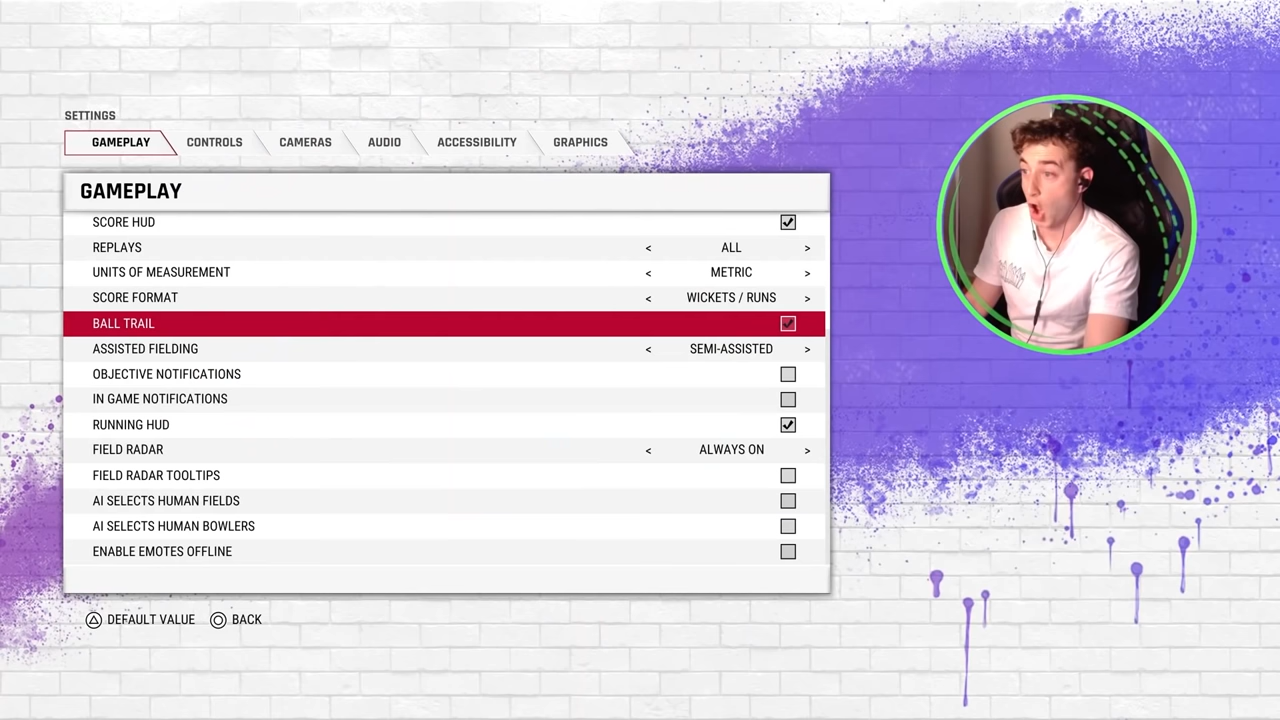 SETTINGS
GAMEPLAY CONTROLS CAMERAS AUDIO ACCESSIBILITY GRAPHICS
GAMEPLAY
SCORE HUD
REPLAYS < ALL >
UNITS OF MEASUREMENT < METRIC >
SCORE FORMAT < WICKETS / RUNS >
BALL TRAIL
ASSISTED FIELDING < SEMI-ASSISTED >
OBJECTIVE NOTIFICATIONS
IN GAME NOTIFICATIONS
RUNNING HUD
FIELD RADAR < ALWAYS ON >
FIELD RADAR TOOLTIPS
AI SELECTS HUMAN FIELDS
AI SELECTS HUMAN BOWLERS
ENABLE EMOTES OFFLINE
DEFAULT VALUE BACK